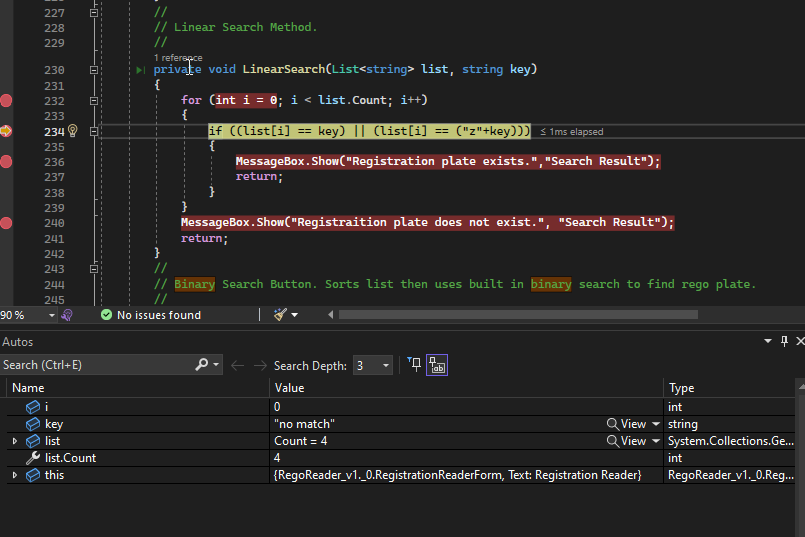 227 //
228 // Linear Search Method.
229 //
1 reference
230 private void LinearSearch(List<string> list, string key)
231 {
232 for (int i = 0; i < list.Count; i++)
233 {
234 if ((list[i] == key) || (list[i] == ("z"+key))) ≤ 1ms elapsed
235 {
236 MessageBox.Show("Registration plate exists.","Search Result");
237 return;
238 }
239 }
240 MessageBox.Show("Registraition plate does not exist.", "Search Result");
241 return;
242 }
243 //
244 // Binary Search Button. Sorts list then uses built in binary search to find rego plate.
245 //
90 % No issues found
Autos
Search (Ctrl+E) Search Depth: 3
Name Value Type
i 0 int
key "no match" View string
list Count = 4 View System.Collections.Ge...
list.Count 4 int
this {RegoReader_v1._0.RegistrationReaderForm, Text: Registration Reader} RegoReader_v1._0.Reg...